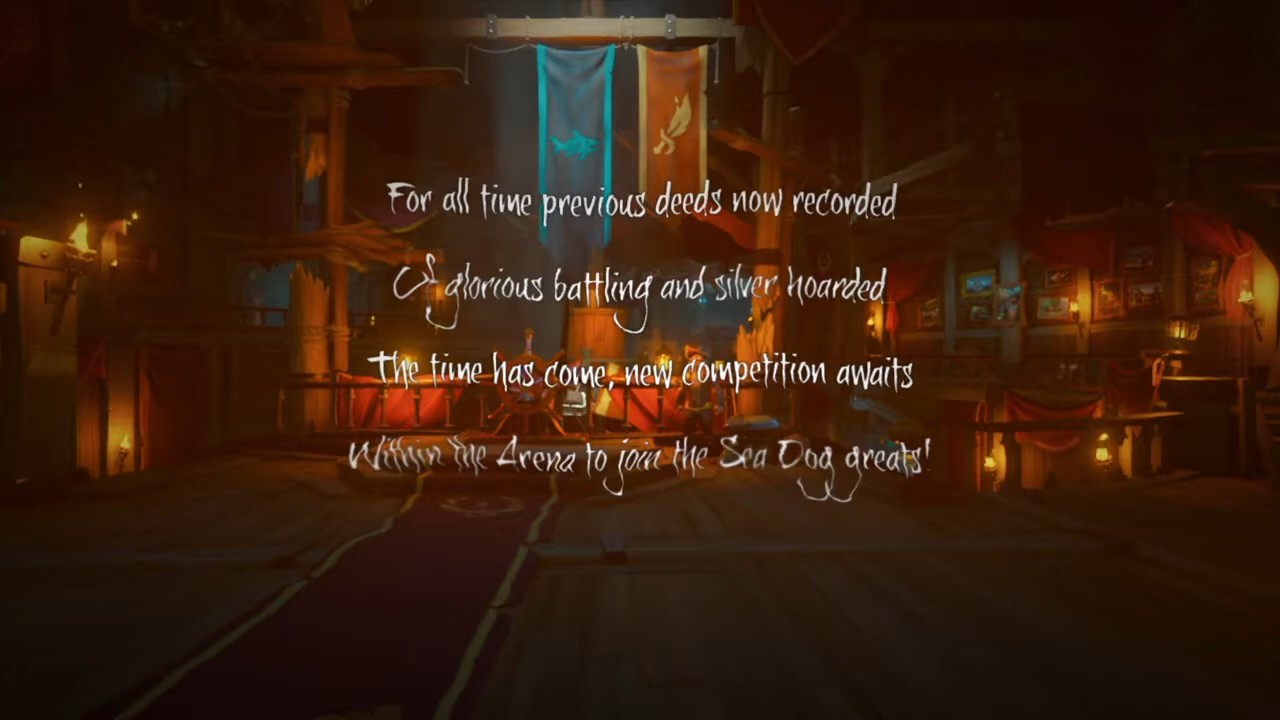 For all time previous deeds now recorded
Of glorious battling and silver hoarded
The time has come, new competition awaits
Within the Arena to join the Sea Dog greats!